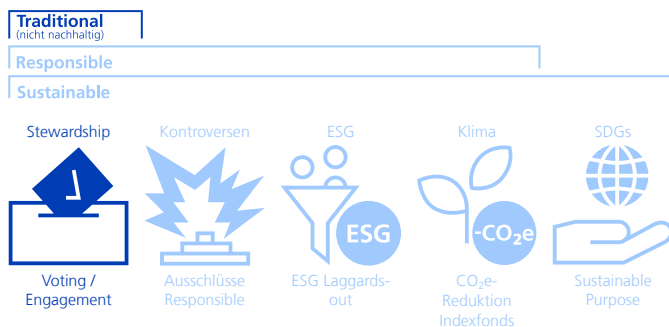 Traditional
(nicht nachhaltig)
Responsible
Sustainable
Stewardship
Kontroversen
ESG
Klima
SDGs
ESG
-CO₂e
Voting /
Engagement
Ausschlüsse
Responsible
ESG Laggards-
out
CO₂e-
Reduktion
Indexfonds
Sustainable
Purpose